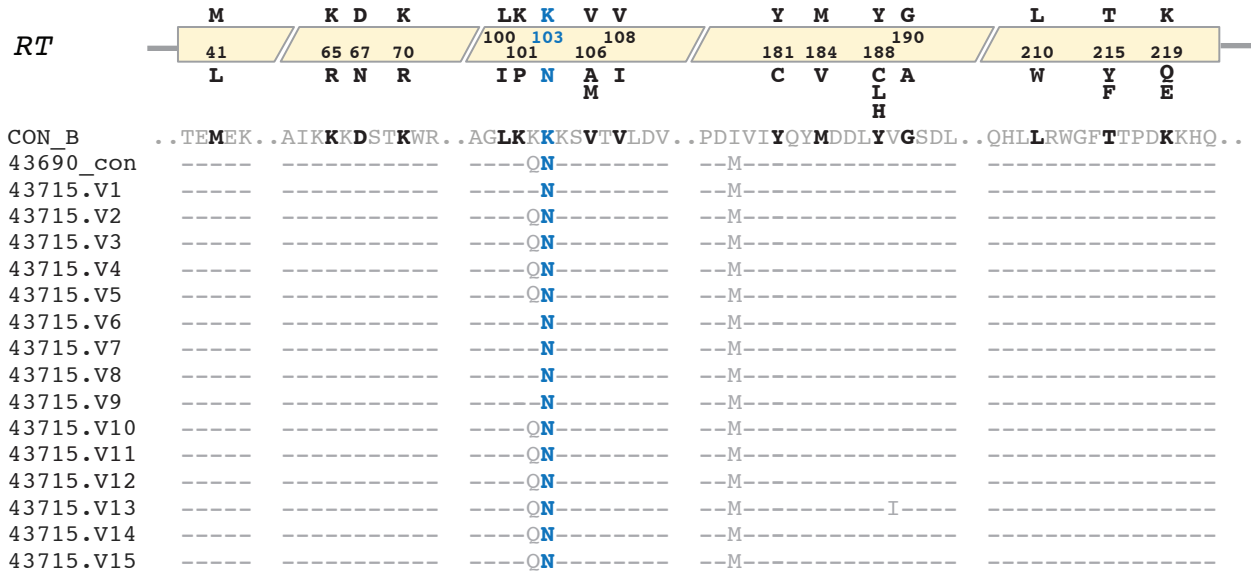 M K D K LK K V V Y M Y G L T K
RT
100 103 108 190
41 65 67 70 101 106 181 184 188 210 215 219
L R N R I P N A I C V C A W Y Q
M L F E
H
CON_B ..TEMEK..AIKKKDSTKWR..AGLKKKKSVTVLDV..PDIVIYQYMDDLYVGSDL..QHLLRWGFTTPDKKHQ..
43690_con ----- ----------- ----QN-------- --M--------------- ----------------
43715.V1 ----- ----------- -----N-------- --M--------------- ----------------
43715.V2 ----- ----------- ----QN-------- --M--------------- ----------------
43715.V3 ----- ----------- ----QN-------- --M--------------- ----------------
43715.V4 ----- ----------- ----QN-------- --M--------------- ----------------
43715.V5 ----- ----------- ----QN-------- --M--------------- ----------------
43715.V6 ----- ----------- -----N-------- --M--------------- ----------------
43715.V7 ----- ----------- -----N-------- --M--------------- ----------------
43715.V8 ----- ----------- -----N-------- --M--------------- ----------------
43715.V9 ----- ----------- -----N-------- --M--------------- ----------------
43715.V10 ----- ----------- ----QN-------- --M--------------- ----------------
43715.V11 ----- ----------- ----QN-------- --M--------------- ----------------
43715.V12 ----- ----------- ----QN-------- --M--------------- ----------------
43715.V13 ----- ----------- ----QN-------- --M----------I---- ----------------
43715.V14 ----- ----------- ----QN-------- --M--------------- ----------------
43715.V15 ----- ----------- ----QN-------- --M--------------- ----------------